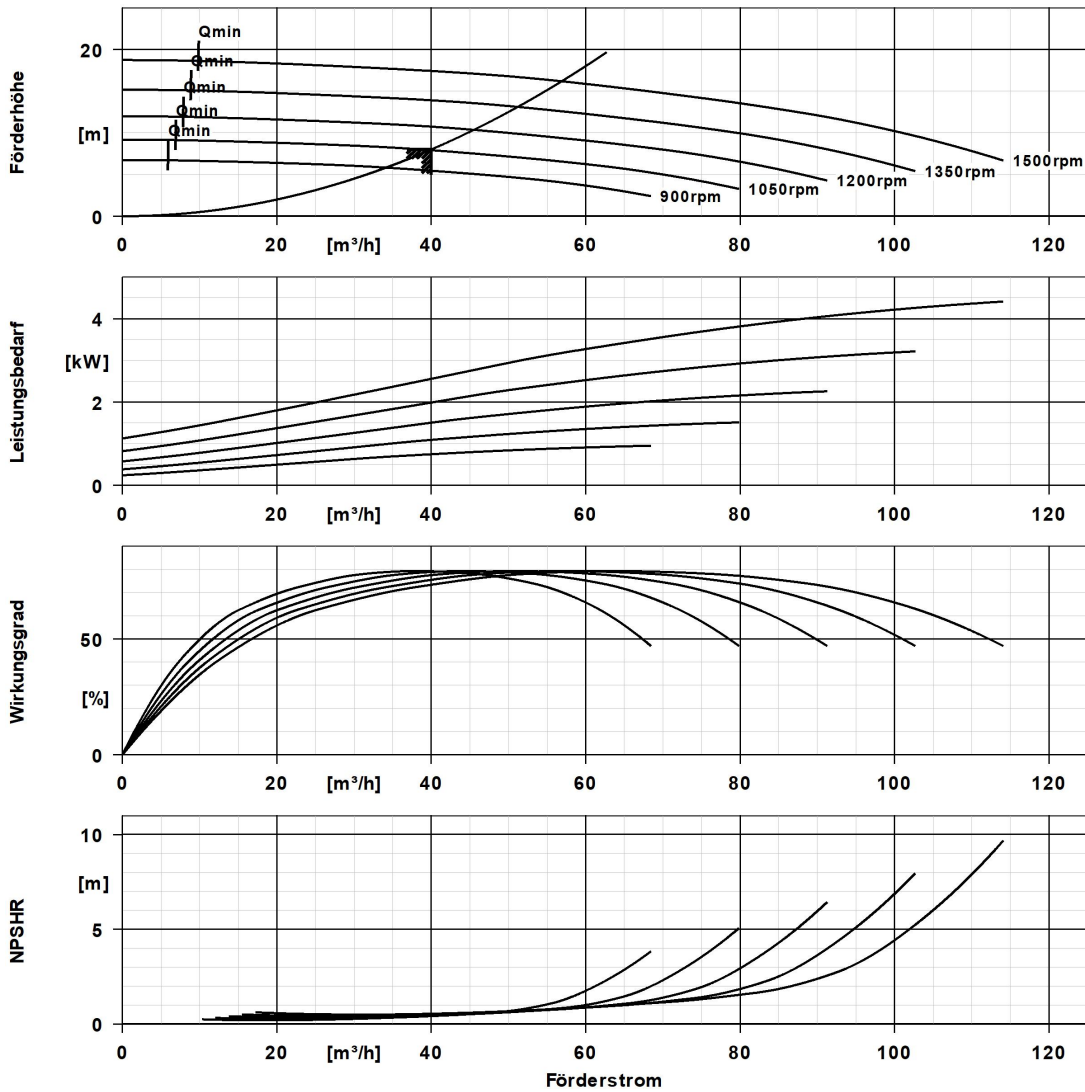 Qmin
20
Qmin
Qmin
Qmin
Förderhöhe
[m]
Qmin
1500rpm
1350rpm
1200rpm
1050rpm
900rpm
0
0 20 [m³/h] 40 60 80 100 120
4
Leistungsbedarf
[kW]
2
0
0 20 [m³/h] 40 60 80 100 120
Wirkungsgrad
50
[%]
0
0 20 [m³/h] 40 60 80 100 120
10
[m]
NPSHR
5
0
0 20 [m³/h] 40 60 80 100 120
Förderstrom